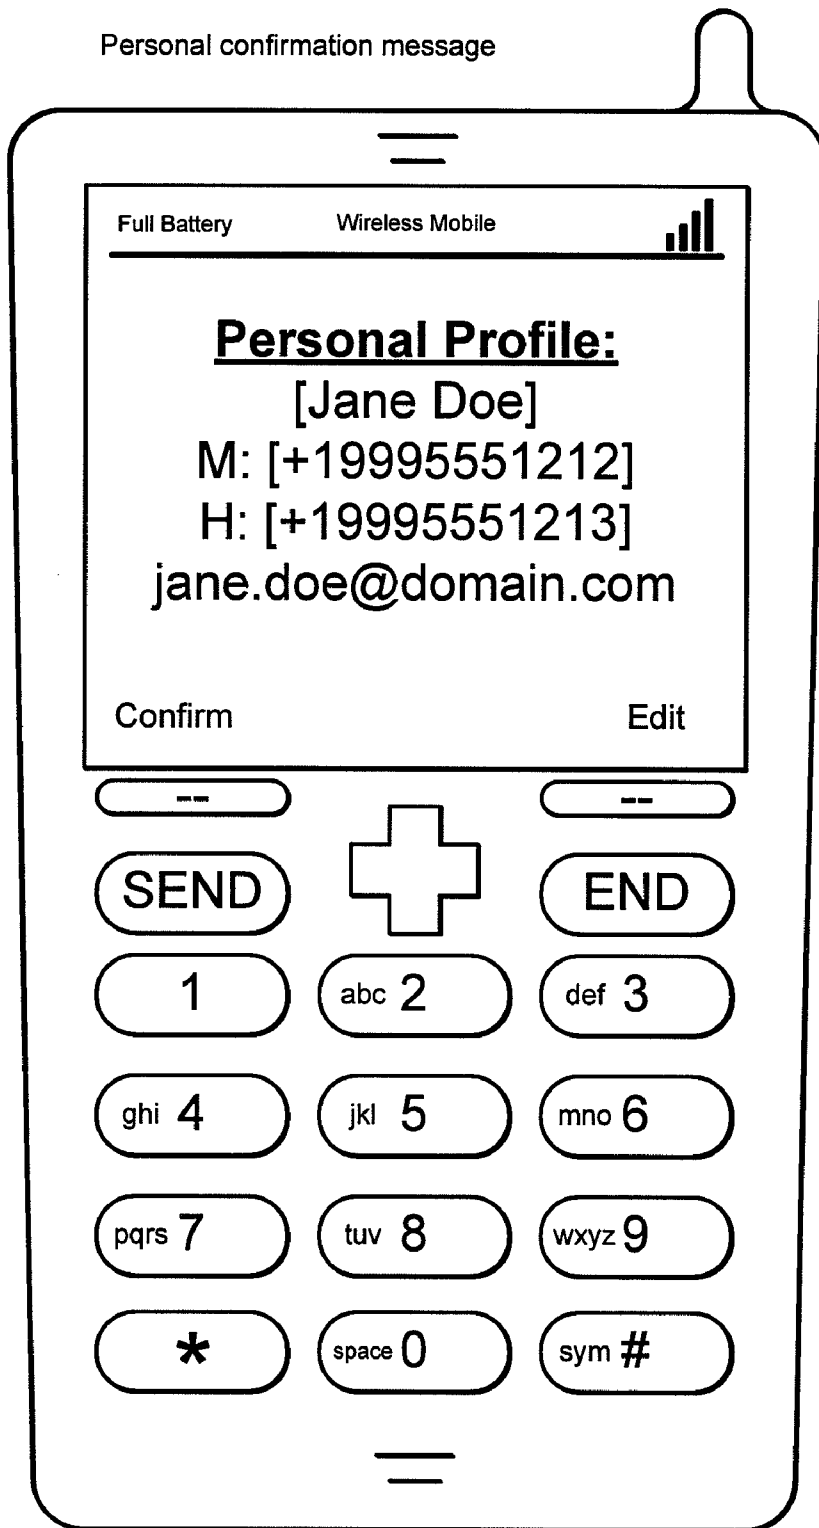 Personal confirmation message
Full Battery Wireless Mobile
Personal Profile:
[Jane Doe]
M: [+19995551212]
H: [+19995551213]
jane.doe@domain.com
Confirm Edit
-- --
SEND END
1 abc 2 def 3
ghi 4 jkl 5 mno 6
pqrs 7 tuv 8 wxyz 9
* space 0 sym #